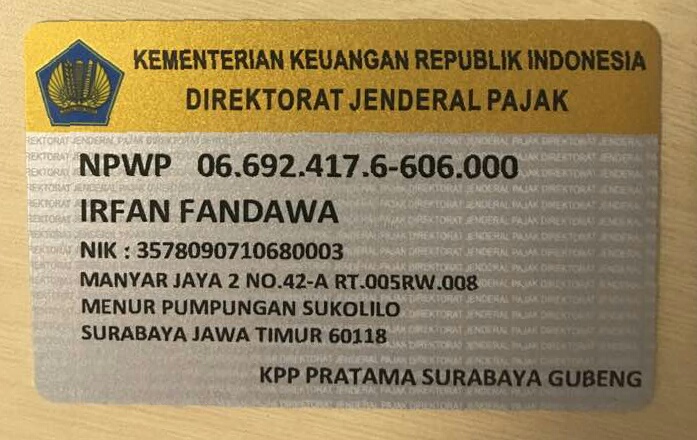 KEMENTERIAN KEUANGAN REPUBLIK INDONESIA
DIREKTORAT JENDERAL PAJAK
NPWP 06.692.417.6-606.000
IRFAN FANDAWA
NIK : 3578090710680003
MANYAR JAYA 2 NO.42-A RT.005RW.008
MENUR PUMPUNGAN SUKOLILO
SURABAYA JAWA TIMUR 60118
KPP PRATAMA SURABAYA GUBENG